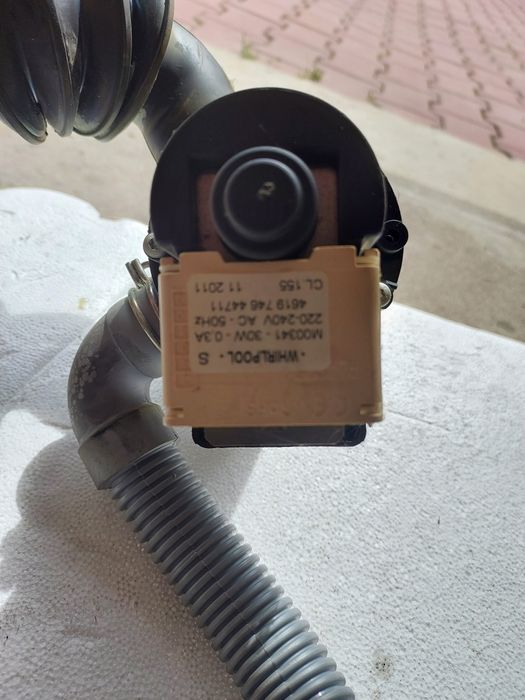 - WHIRLPOOL - S
M00341 - 30W - 0.3A
220-240V AC - 50Hz
4619 746 44711
CL.155 11 2011